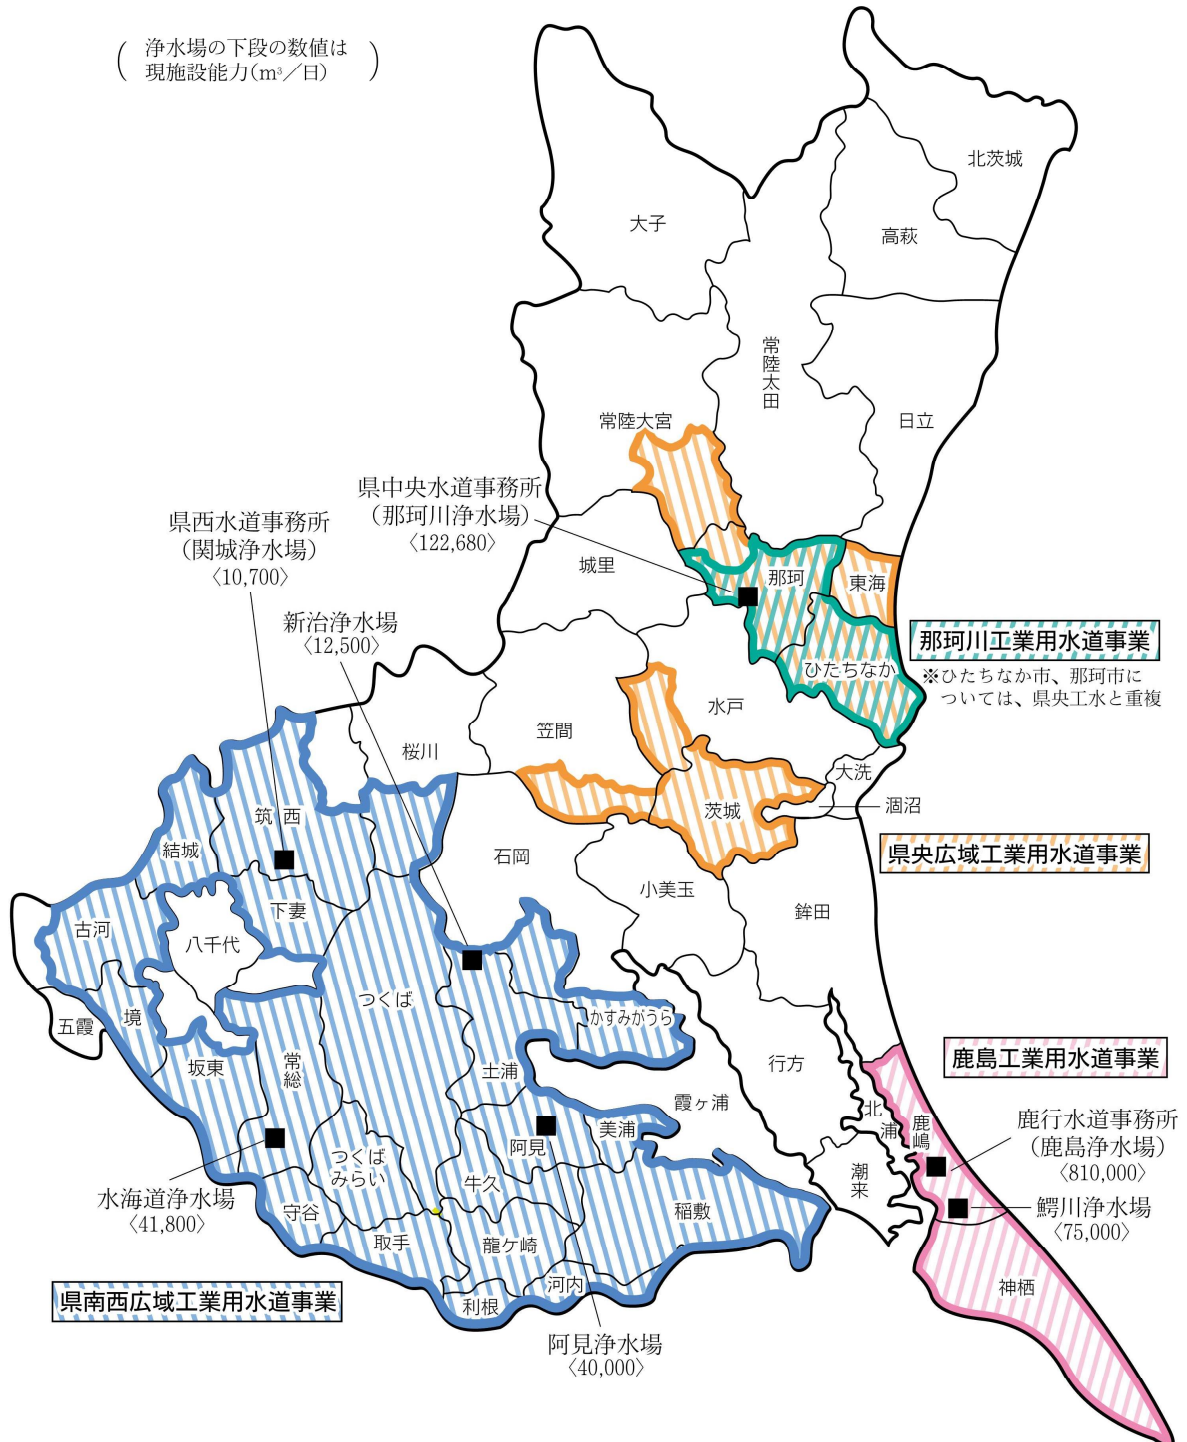 浄水場の下段の数値は
現施設能力(m³／日)
北茨城
大子
高萩
常陸太田
日立
常陸大宮
県中央水道事務所
(那珂川浄水場)
〈122,680〉
県西水道事務所
(関城浄水場)
〈10,700〉
城里
那珂
東海
新治浄水場
〈12,500〉
那珂川工業用水道事業
※ひたちなか市、那珂市に
ついては、県央工水と重複
ひたちなか
水戸
笠間
桜川
大洗
涸沼
茨城
筑西
県央広域工業用水道事業
結城
石岡
小美玉
鉾田
下妻
古河
八千代
つくば
かすみがうら
五霞
境
坂東
常総
土浦
行方
鹿島工業用水道事業
霞ヶ浦
北浦
鹿嶋
鹿行水道事務所
(鹿島浄水場)
〈810,000〉
阿見
美浦
つくば
みらい
牛久
潮来
水海道浄水場
〈41,800〉
守谷
稲敷
鰐川浄水場
〈75,000〉
取手
龍ケ崎
河内
神栖
県南西広域工業用水道事業
利根
阿見浄水場
〈40,000〉